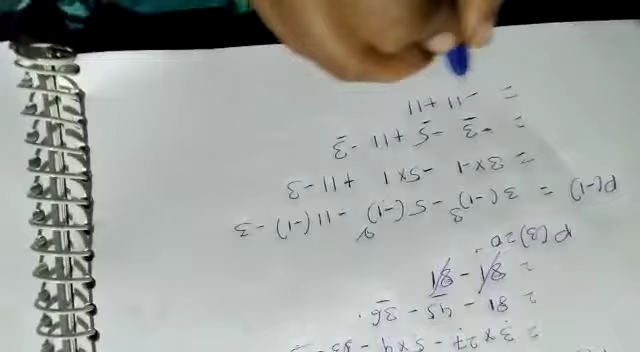 = 3×27 - 5×9 - 33 -
= 81 - 45 - 36.
= 81 - 81
P(3)=0
P(-1) = 3(-1)³ - 5(-1)² - 11(-1) - 3
= 3×-1 - 5×1 + 11 - 3
= -3 - 5 + 11 - 3
= -11 + 11